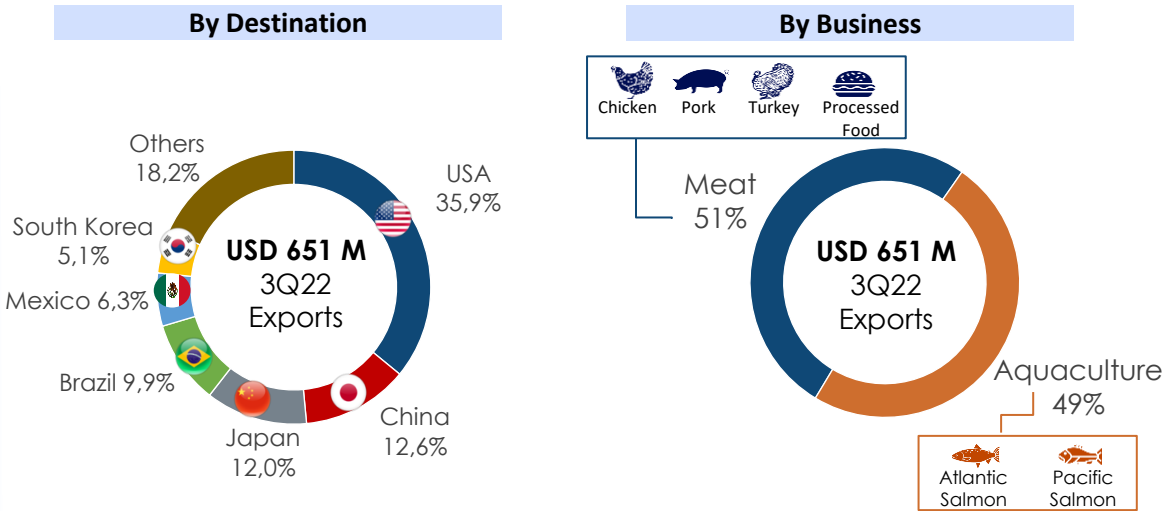 By Destination
Others
18,2%
USA
35,9%
South Korea
5,1%
Mexico 6,3%
Brazil 9,9%
Japan
12,0%
China
12,6%
USD 651 M
3Q22
Exports
By Business
Chicken
Pork
Turkey
Processed
Food
Meat
51%
USD 651 M
3Q22
Exports
Aquaculture
49%
Atlantic
Salmon
Pacific
Salmon